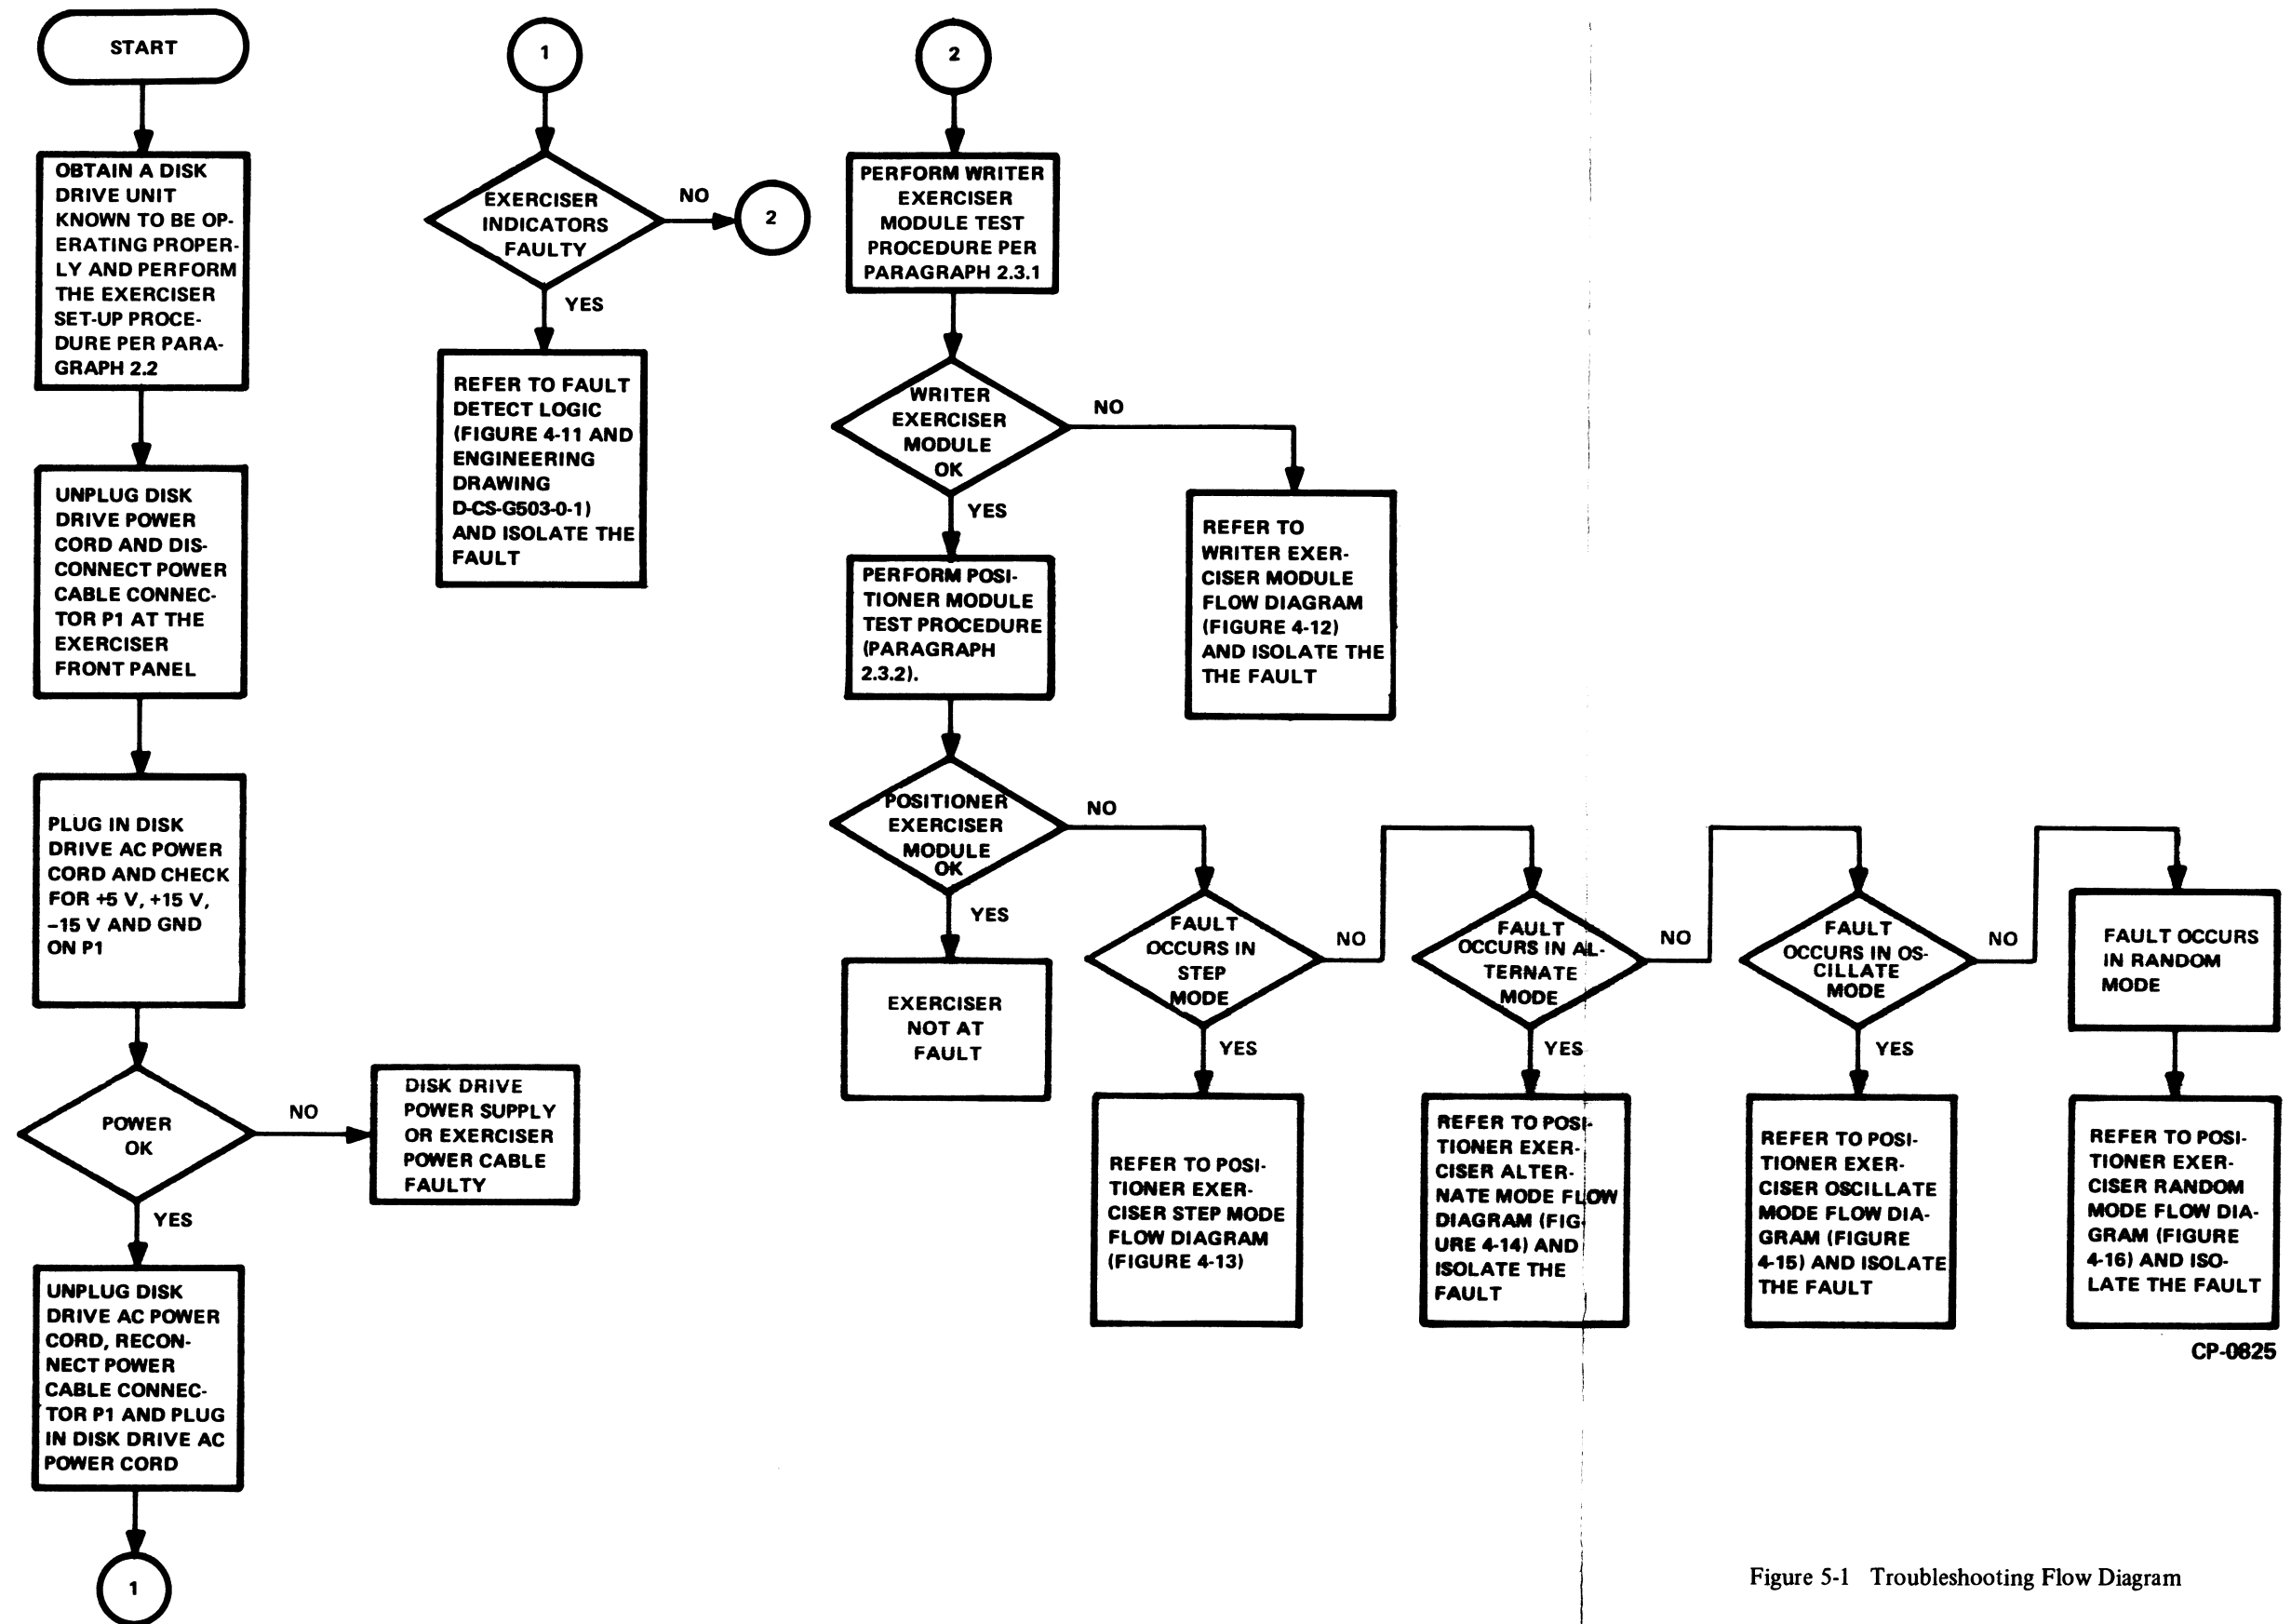 START
OBTAIN A DISK
DRIVE UNIT
KNOWN TO BE OP-
ERATING PROPER-
LY AND PERFORM
THE EXERCISER
SET-UP PROCE-
DURE PER PARA-
GRAPH 2.2
UNPLUG DISK
DRIVE POWER
CORD AND DIS-
CONNECT POWER
CABLE CONNEC-
TOR P1 AT THE
EXERCISER
FRONT PANEL
PLUG IN DISK
DRIVE AC POWER
CORD AND CHECK
FOR +5 V, +15 V,
–15 V AND GND
ON P1
POWER
OK
NO
DISK DRIVE
POWER SUPPLY
OR EXERCISER
POWER CABLE
FAULTY
YES
UNPLUG DISK
DRIVE AC POWER
CORD, RECON-
NECT POWER
CABLE CONNEC-
TOR P1 AND PLUG
IN DISK DRIVE AC
POWER CORD
1
1
EXERCISER
INDICATORS
FAULTY
NO
2
YES
REFER TO FAULT
DETECT LOGIC
(FIGURE 4-11 AND
ENGINEERING
DRAWING
D-CS-G503-0-1)
AND ISOLATE THE
FAULT
2
PERFORM WRITER
EXERCISER
MODULE TEST
PROCEDURE PER
PARAGRAPH 2.3.1
WRITER
EXERCISER
MODULE
OK
NO
REFER TO
WRITER EXER-
CISER MODULE
FLOW DIAGRAM
(FIGURE 4-12)
AND ISOLATE THE
THE FAULT
YES
PERFORM POSI-
TIONER MODULE
TEST PROCEDURE
(PARAGRAPH
2.3.2).
POSITIONER
EXERCISER
MODULE
OK
NO
YES
EXERCISER
NOT AT
FAULT
FAULT
OCCURS IN
STEP
MODE
NO
YES
REFER TO POSI-
TIONER EXER-
CISER STEP MODE
FLOW DIAGRAM
(FIGURE 4-13)
FAULT
OCCURS IN AL-
TERNATE
MODE
NO
YES
REFER TO POSI-
TIONER EXER-
CISER ALTER-
NATE MODE FLOW
DIAGRAM (FIG-
URE 4-14) AND
ISOLATE THE
FAULT
FAULT
OCCURS IN OS-
CILLATE
MODE
NO
YES
REFER TO POSI-
TIONER EXER-
CISER OSCILLATE
MODE FLOW DIA-
GRAM (FIGURE
4-15) AND ISOLATE
THE FAULT
FAULT OCCURS
IN RANDOM
MODE
REFER TO POSI-
TIONER EXER-
CISER RANDOM
MODE FLOW DIA-
GRAM (FIGURE
4-16) AND ISO-
LATE THE FAULT
CP-0825
Figure 5-1 Troubleshooting Flow Diagram